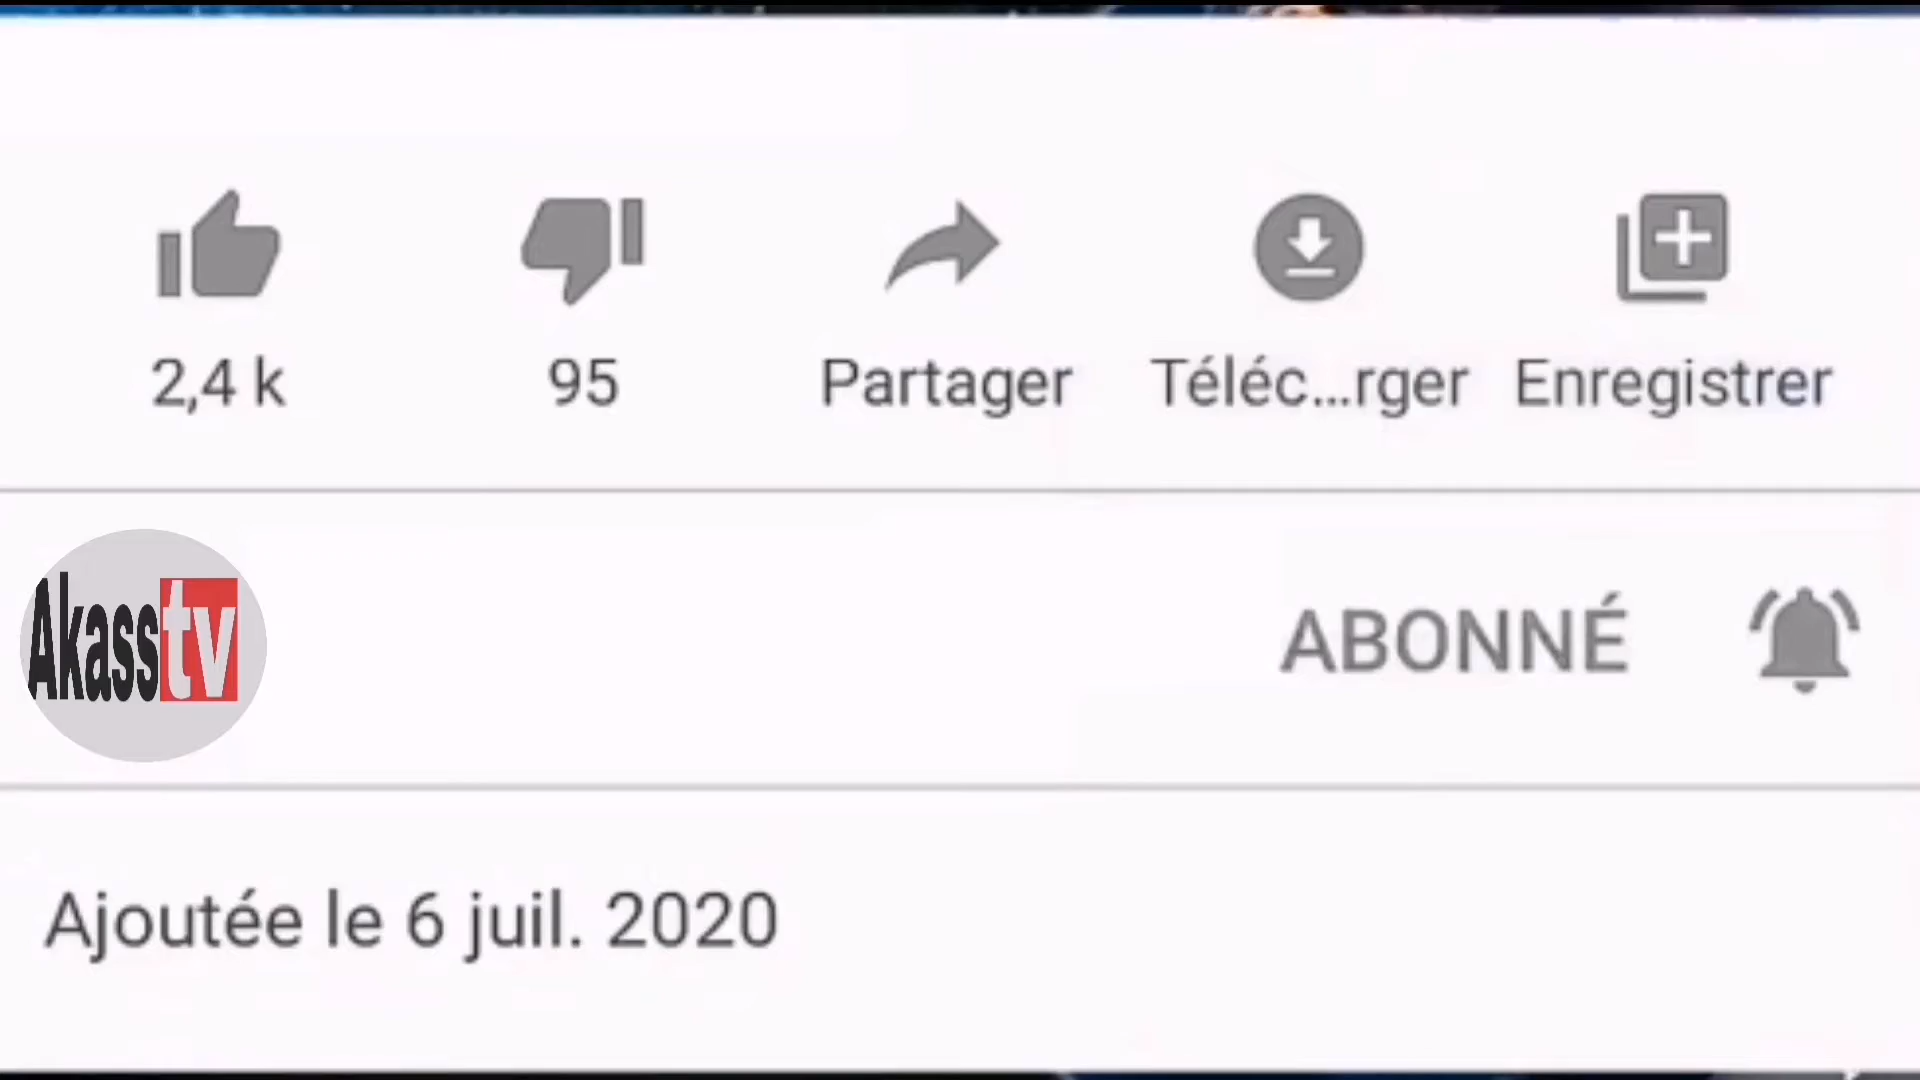 2,4 k
95
Partager
Téléc...rger
Enregistrer
Akasstv
ABONNÉ
Ajoutée le 6 juil. 2020